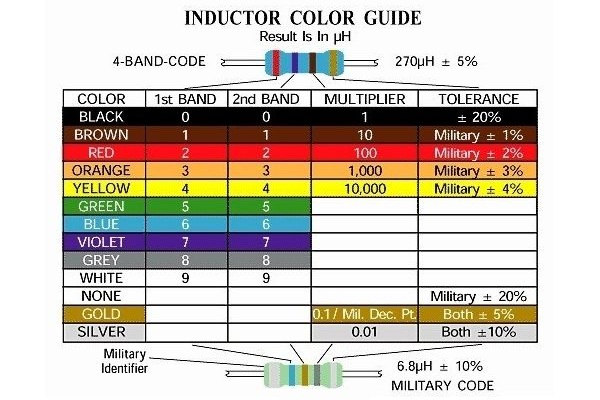 INDUCTOR COLOR GUIDE
Result Is In µH
4-BAND-CODE 270µH ± 5%
COLOR 1st BAND 2nd BAND MULTIPLIER TOLERANCE
BLACK 0 0 1 ± 20%
BROWN 1 1 10 Military ± 1%
RED 2 2 100 Military ± 2%
ORANGE 3 3 1,000 Military ± 3%
YELLOW 4 4 10,000 Military ± 4%
GREEN 5 5
BLUE 6 6
VIOLET 7 7
GREY 8 8
WHITE 9 9
NONE Military ± 20%
GOLD 0.1/ Mil. Dec. Pt. Both ± 5%
SILVER 0.01 Both ±10%
Military
Identifier
6.8µH ± 10%
MILITARY CODE